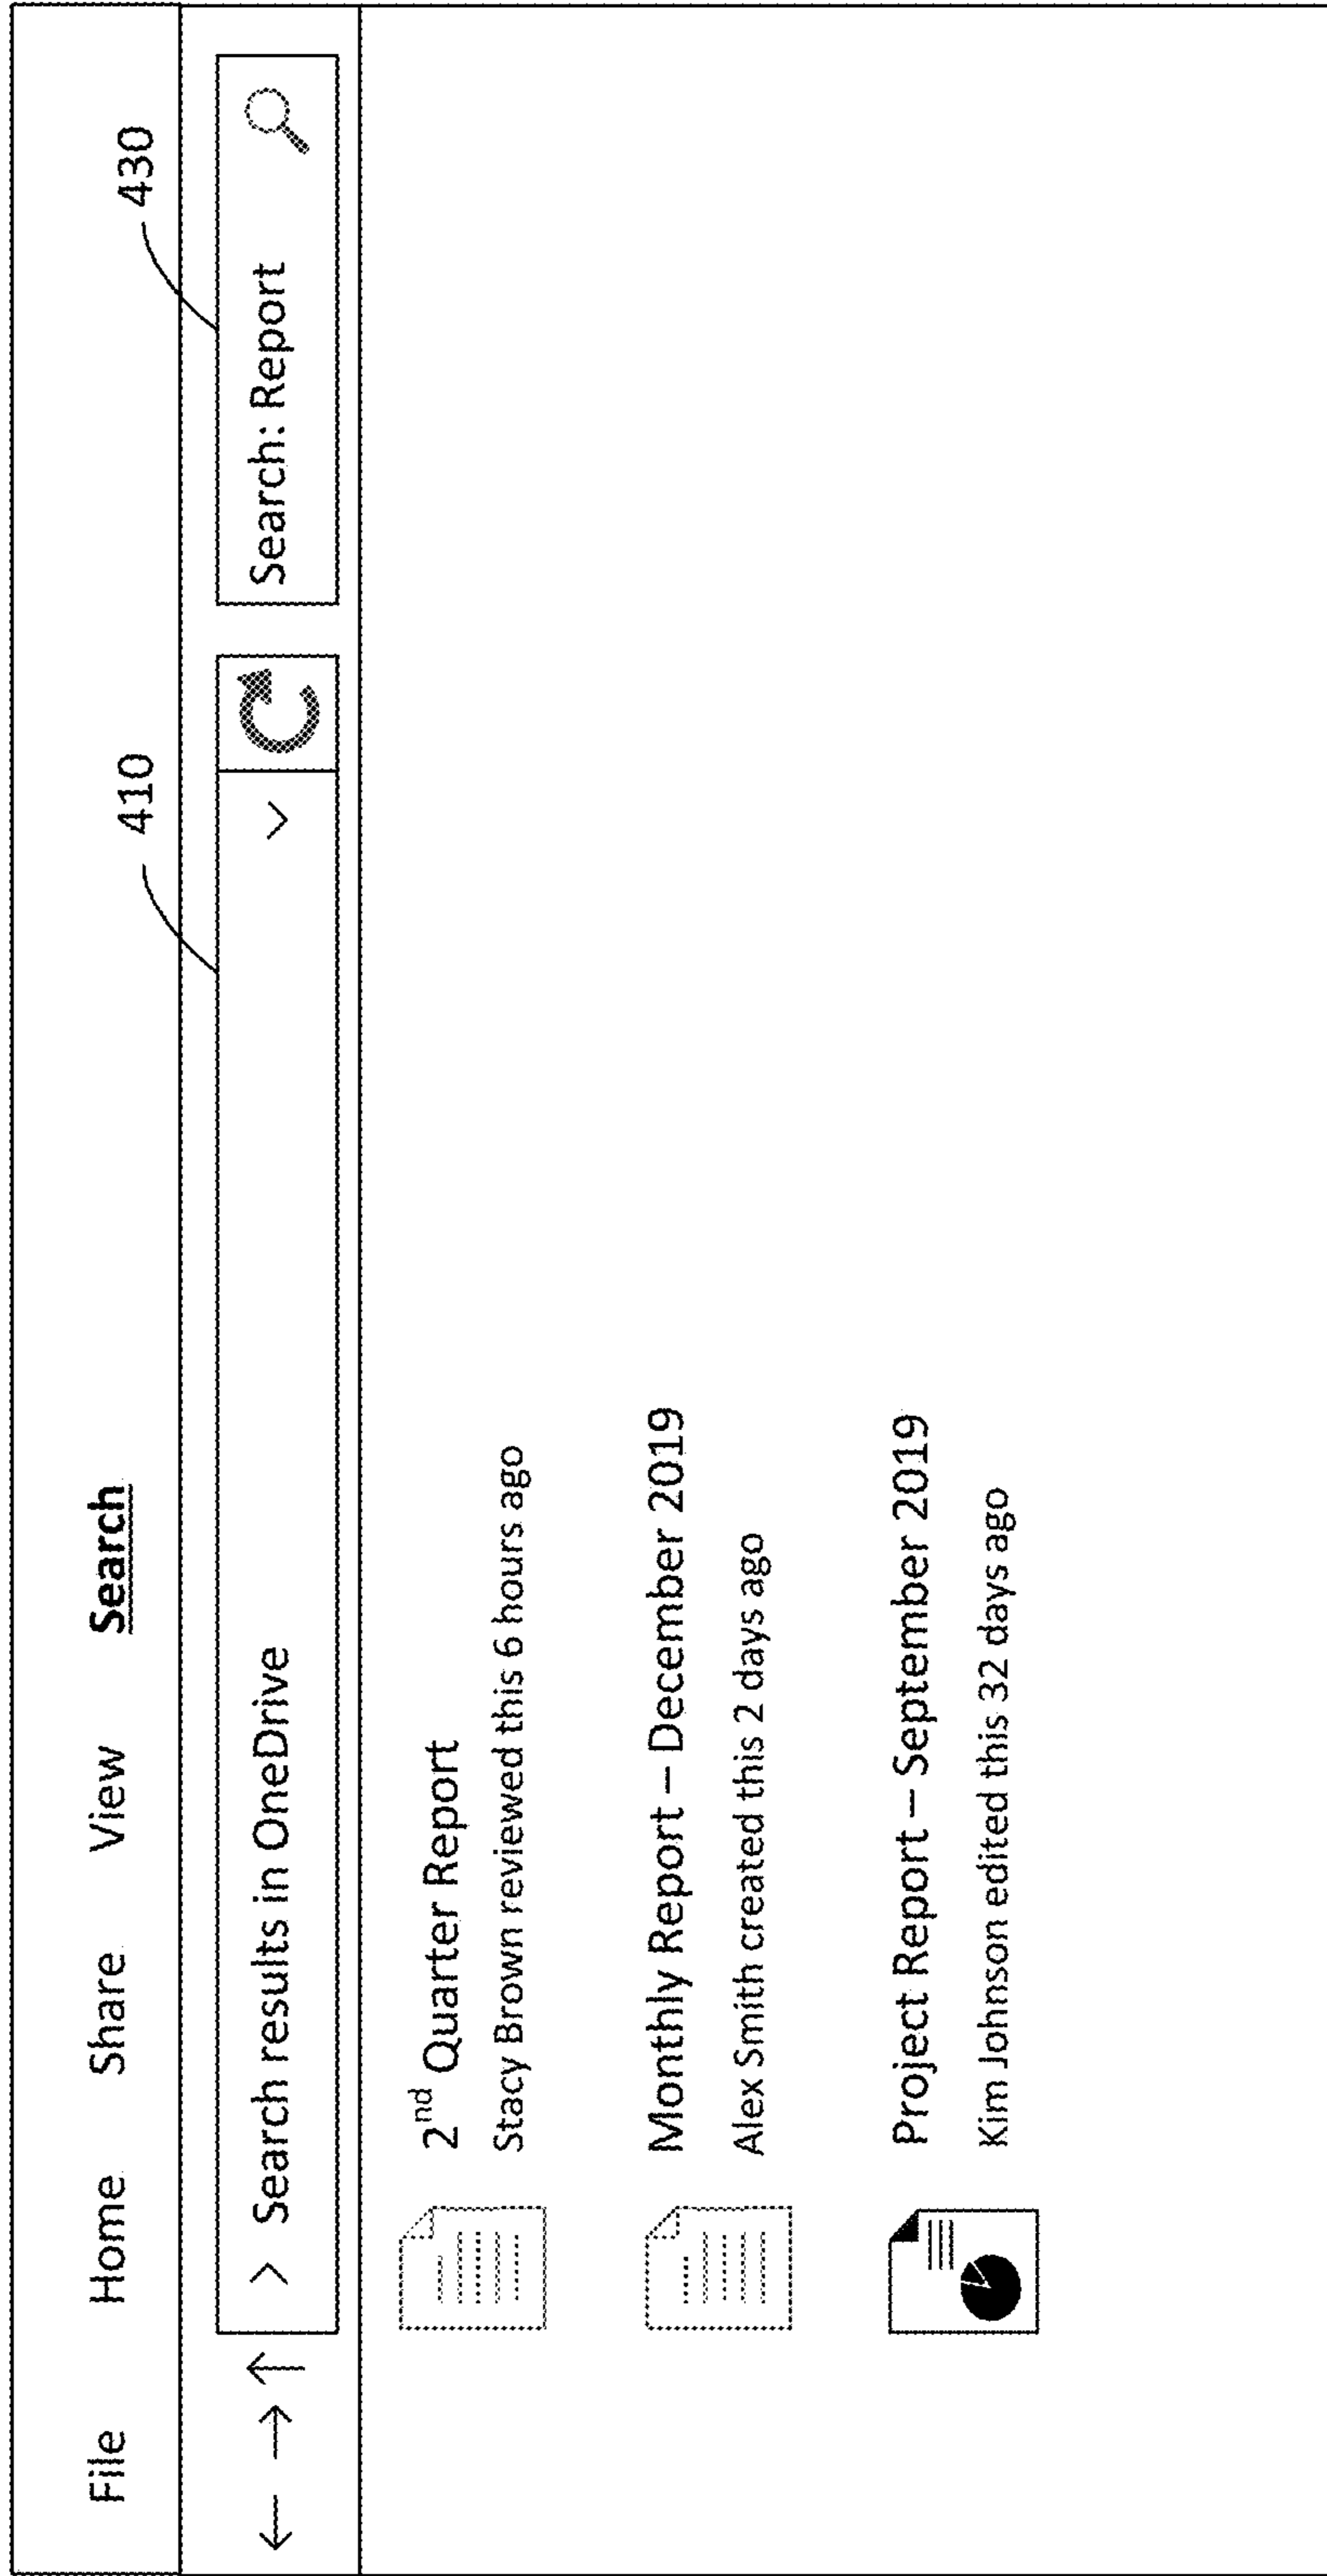 File Home Share View Search
410
430
Search results in OneDrive
Search: Report
2nd Quarter Report
Stacy Brown reviewed this 6 hours ago
Monthly Report – December 2019
Alex Smith created this 2 days ago
Project Report – September 2019
Kim Johnson edited this 32 days ago